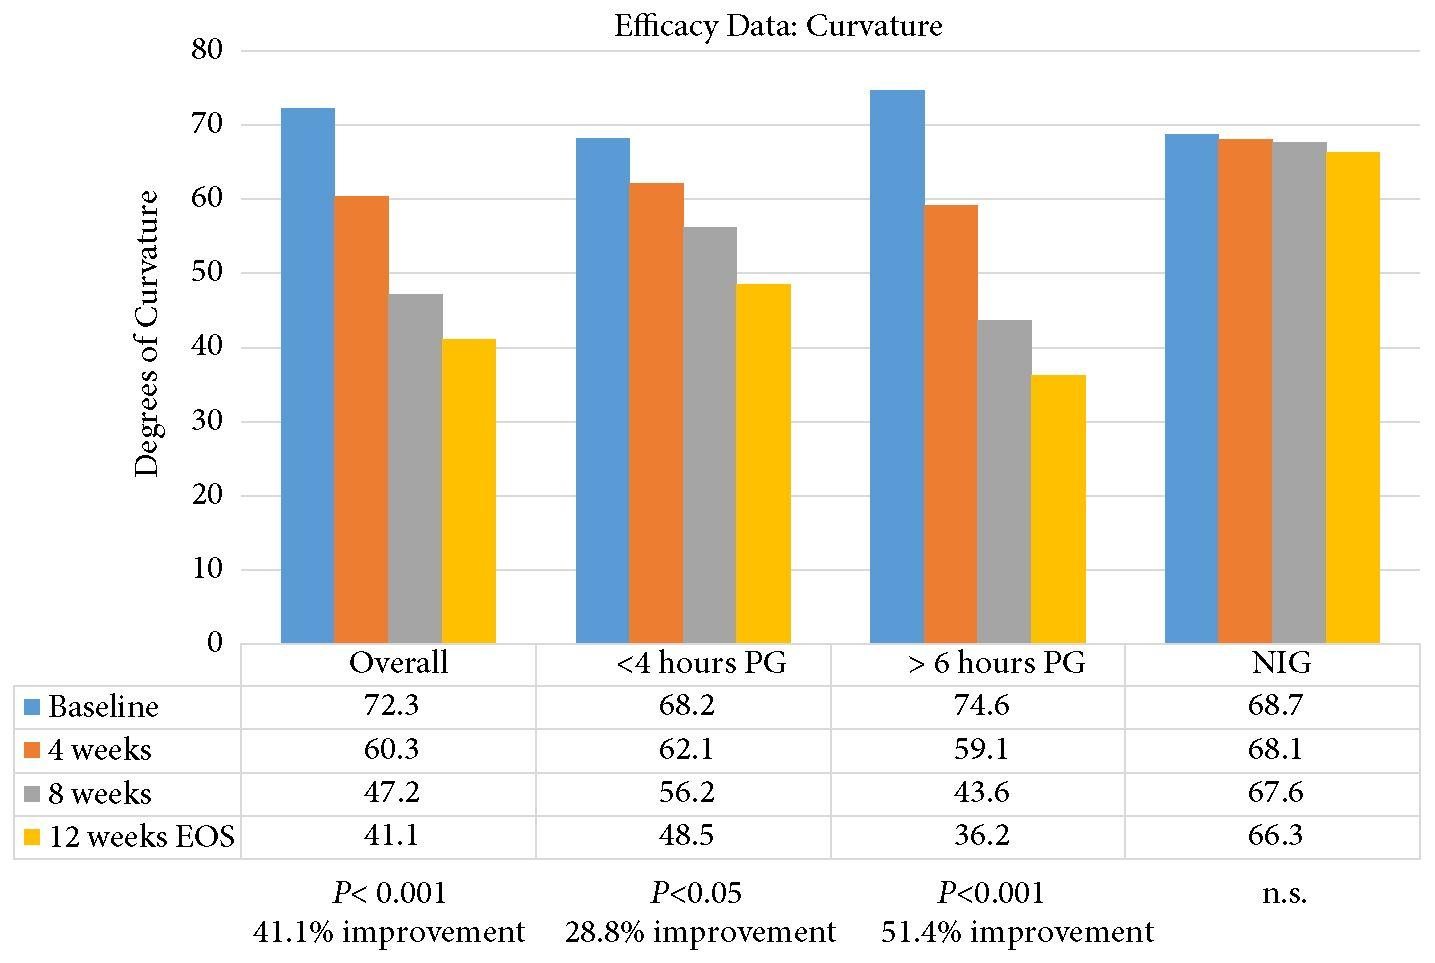 Efficacy Data: Curvature
Degrees of Curvature
80
70
60
50
40
30
20
10
0
Overall <4 hours PG > 6 hours PG NIG
Baseline 72.3 68.2 74.6 68.7
4 weeks 60.3 62.1 59.1 68.1
8 weeks 47.2 56.2 43.6 67.6
12 weeks EOS 41.1 48.5 36.2 66.3
P< 0.001 P<0.05 P<0.001 n.s.
41.1% improvement 28.8% improvement 51.4% improvement